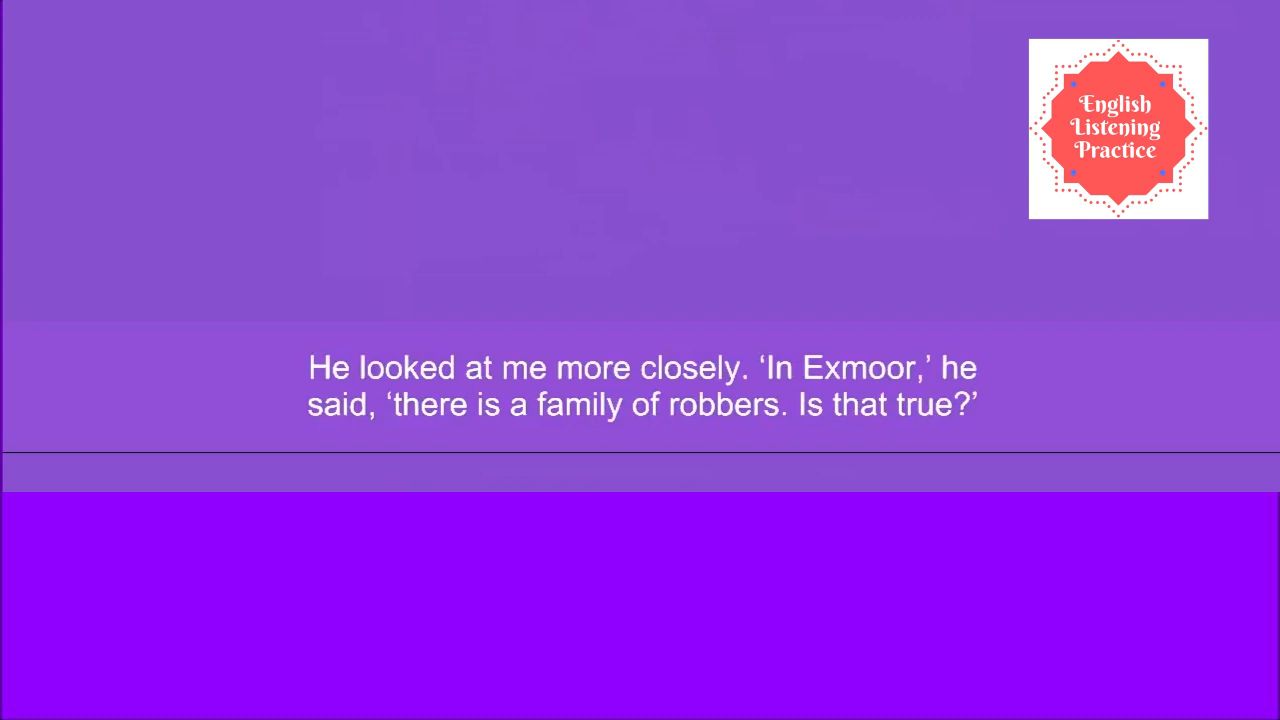 English
Listening
Practice
He looked at me more closely. ‘In Exmoor,’ he
said, ‘there is a family of robbers. Is that true?’